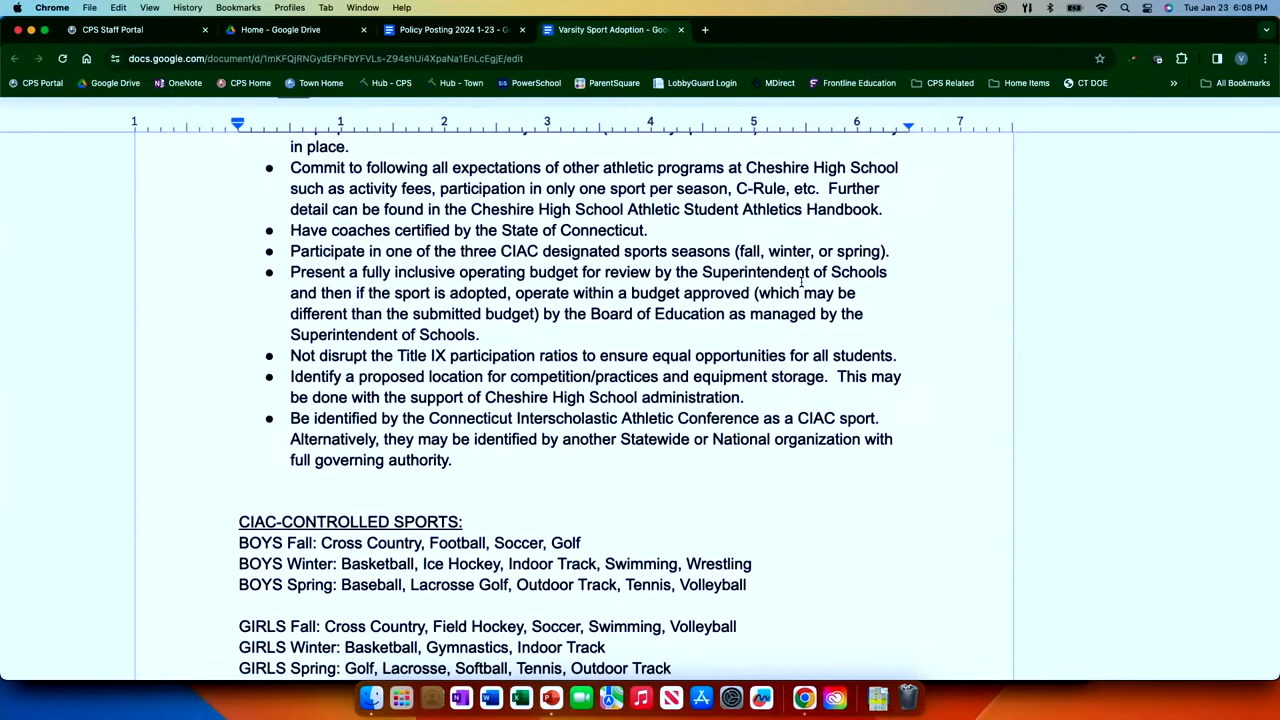 Chrome File Edit View History Bookmarks Profiles Tab Window Help Tue Jan 23 6:08 PM
CPS Staff Portal Home - Google Drive Policy Posting 2024 1-23 - G Varsity Sport Adoption - Goo
docs.google.com/document/d/1mKFQjRNGydEFhFbYFVLs-Z94shUi4XpaNa1EnLcEgjE/edit
CPS Portal Google Drive OneNote CPS Home Town Home Hub - CPS Hub - Town PowerSchool ParentSquare LobbyGuard Login MDirect Frontline Education CPS Related Home Items CT DOE » All Bookmarks
1 1 2 3 4 5 6 7
in place.
● Commit to following all expectations of other athletic programs at Cheshire High School
such as activity fees, participation in only one sport per season, C-Rule, etc. Further
detail can be found in the Cheshire High School Athletic Student Athletics Handbook.
● Have coaches certified by the State of Connecticut.
● Participate in one of the three CIAC designated sports seasons (fall, winter, or spring).
● Present a fully inclusive operating budget for review by the Superintendent of Schools
and then if the sport is adopted, operate within a budget approved (which may be
different than the submitted budget) by the Board of Education as managed by the
Superintendent of Schools.
● Not disrupt the Title IX participation ratios to ensure equal opportunities for all students.
● Identify a proposed location for competition/practices and equipment storage. This may
be done with the support of Cheshire High School administration.
● Be identified by the Connecticut Interscholastic Athletic Conference as a CIAC sport.
Alternatively, they may be identified by another Statewide or National organization with
full governing authority.
CIAC-CONTROLLED SPORTS:
BOYS Fall: Cross Country, Football, Soccer, Golf
BOYS Winter: Basketball, Ice Hockey, Indoor Track, Swimming, Wrestling
BOYS Spring: Baseball, Lacrosse Golf, Outdoor Track, Tennis, Volleyball
GIRLS Fall: Cross Country, Field Hockey, Soccer, Swimming, Volleyball
GIRLS Winter: Basketball, Gymnastics, Indoor Track
GIRLS Spring: Golf, Lacrosse, Softball, Tennis, Outdoor Track